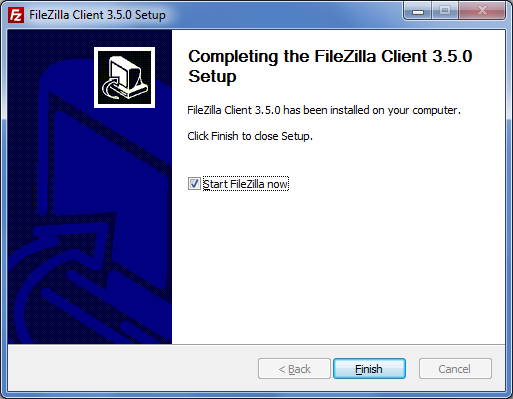 FileZilla Client 3.5.0 Setup
Completing the FileZilla Client 3.5.0
Setup
FileZilla Client 3.5.0 has been installed on your computer.
Click Finish to close Setup.
Start FileZilla now
< Back Finish Cancel